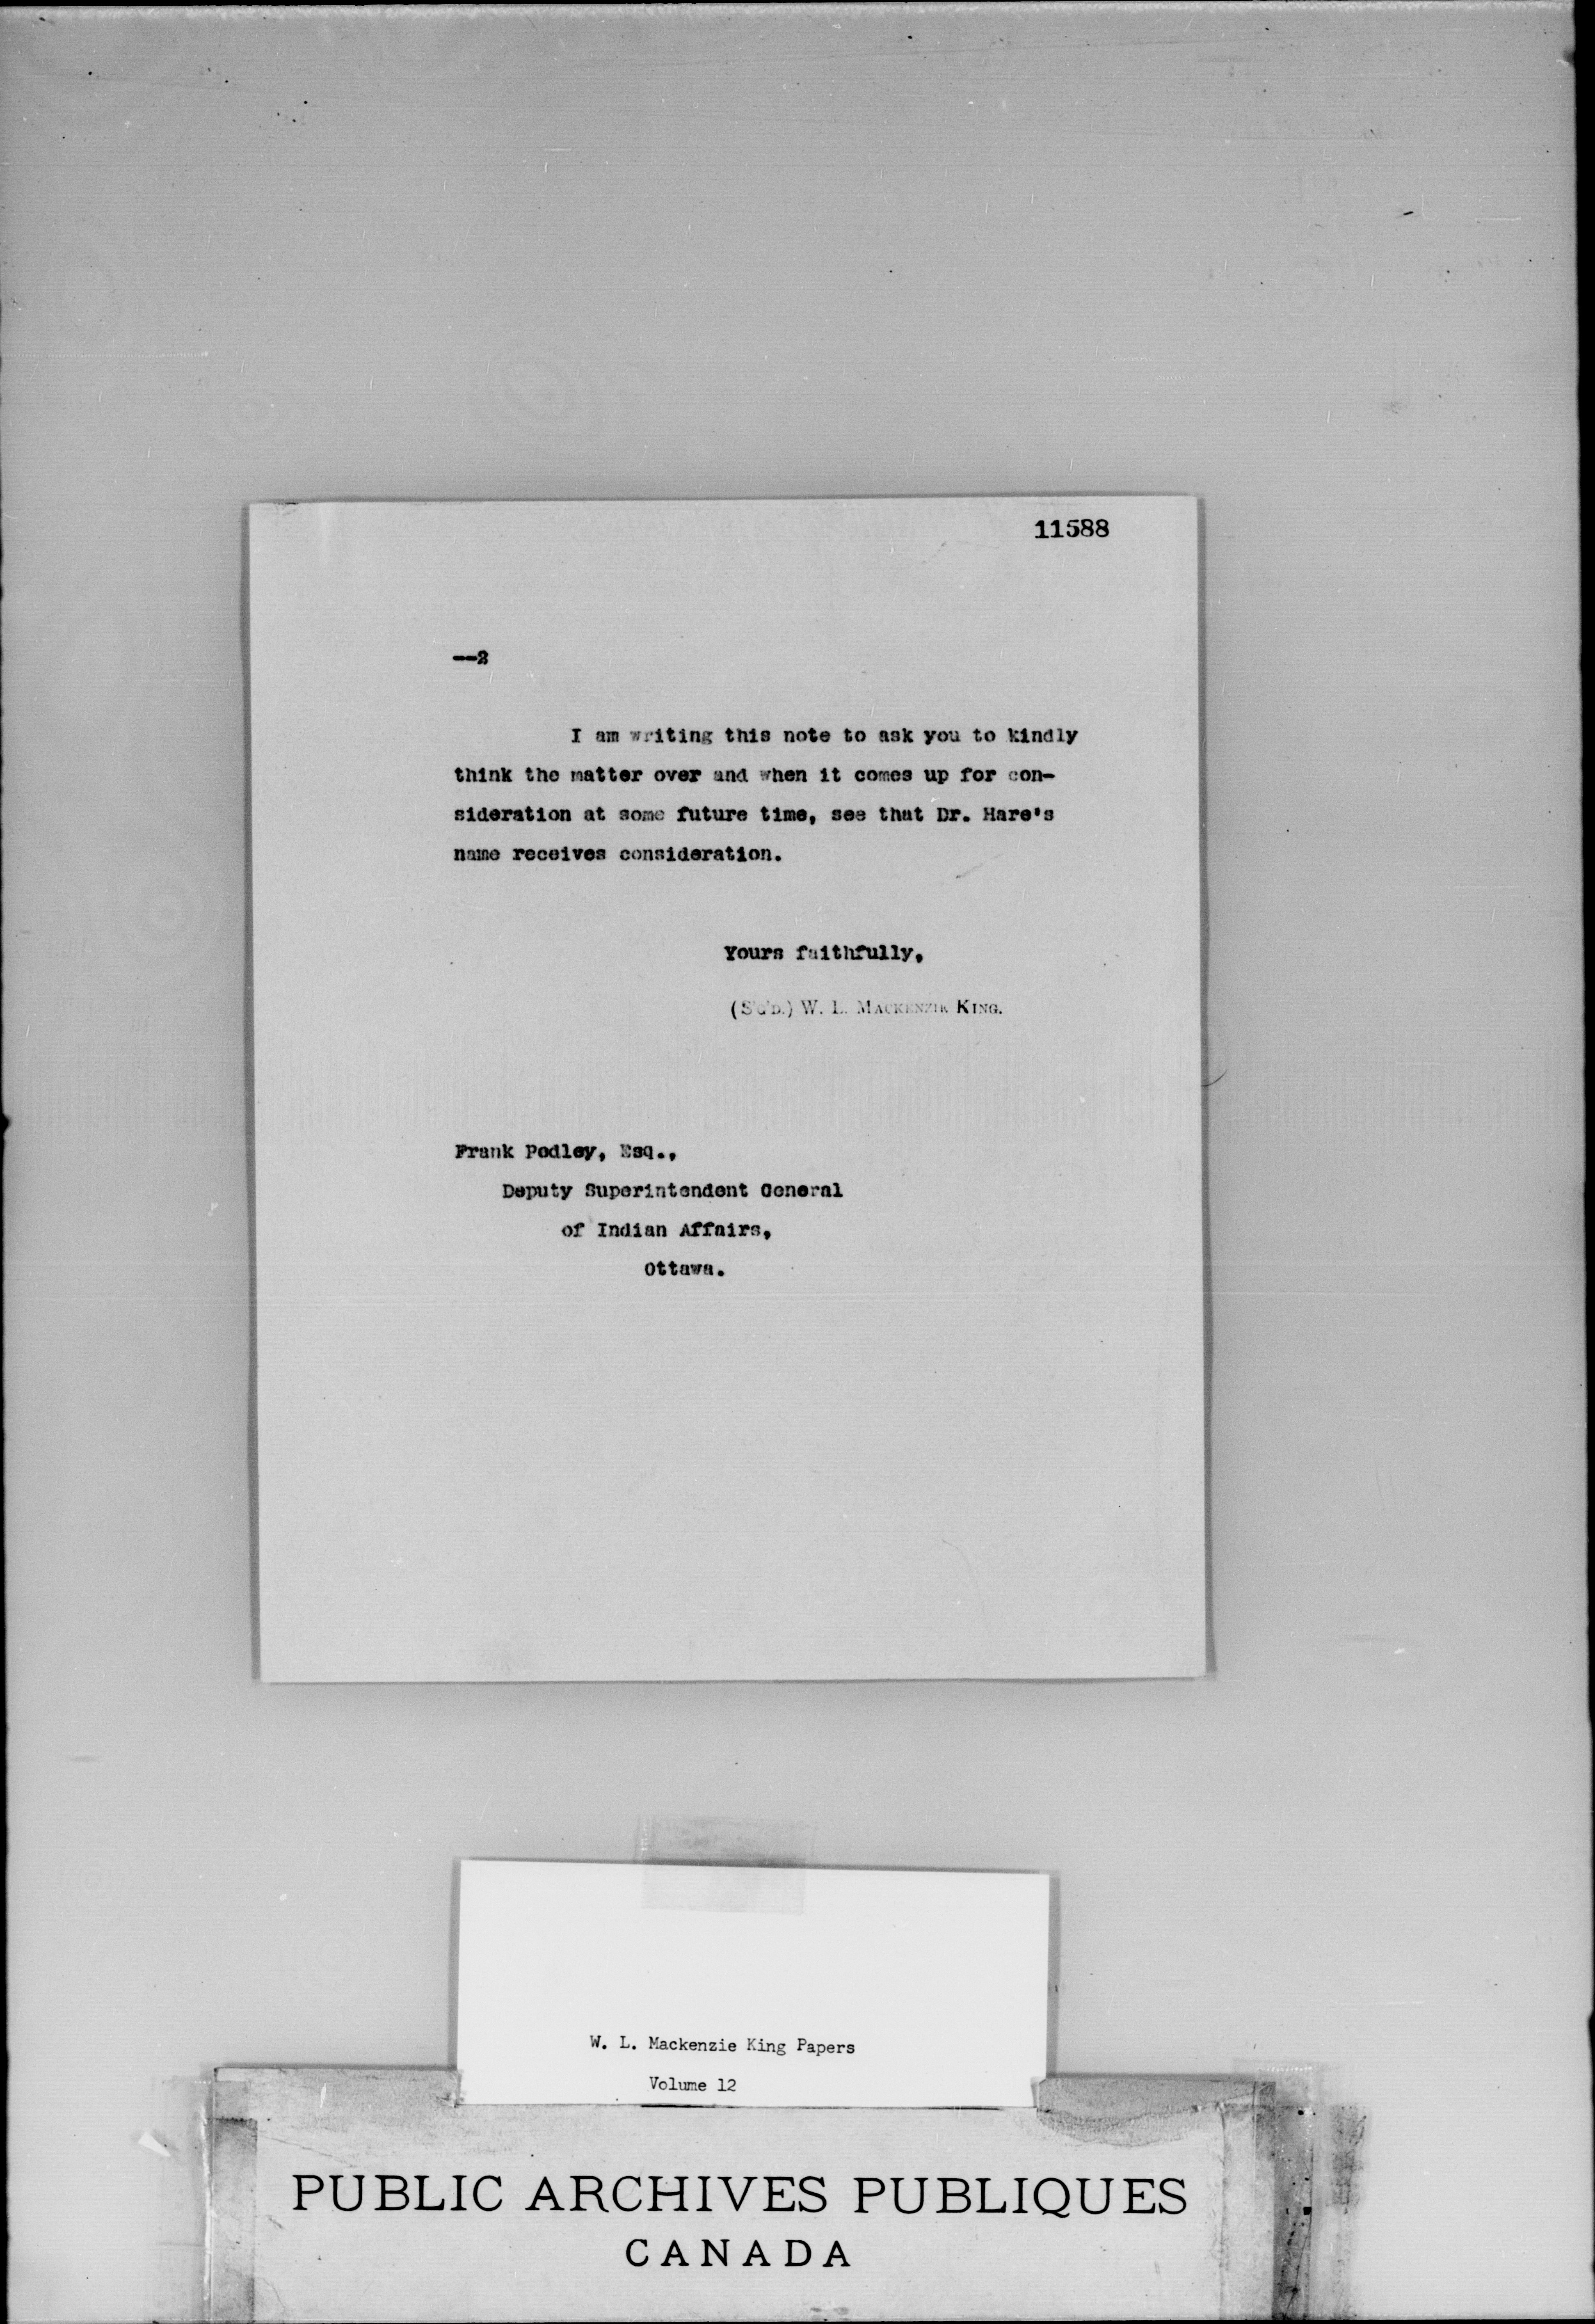 11588
--2
I am writing this note to ask you to kindly
think the matter over and when it comes up for con-
sideration at some future time, see that Dr. Hare's
name receives consideration.
Yours faithfully,
(S'G'D.) W. L. MACKENZIE KING.
Frank Pedley, Esq.,
Deputy Superintendent General
of Indian Affairs,
Ottawa.
W. L. Mackenzie King Papers
Volume 12
PUBLIC ARCHIVES PUBLIQUES
CANADA